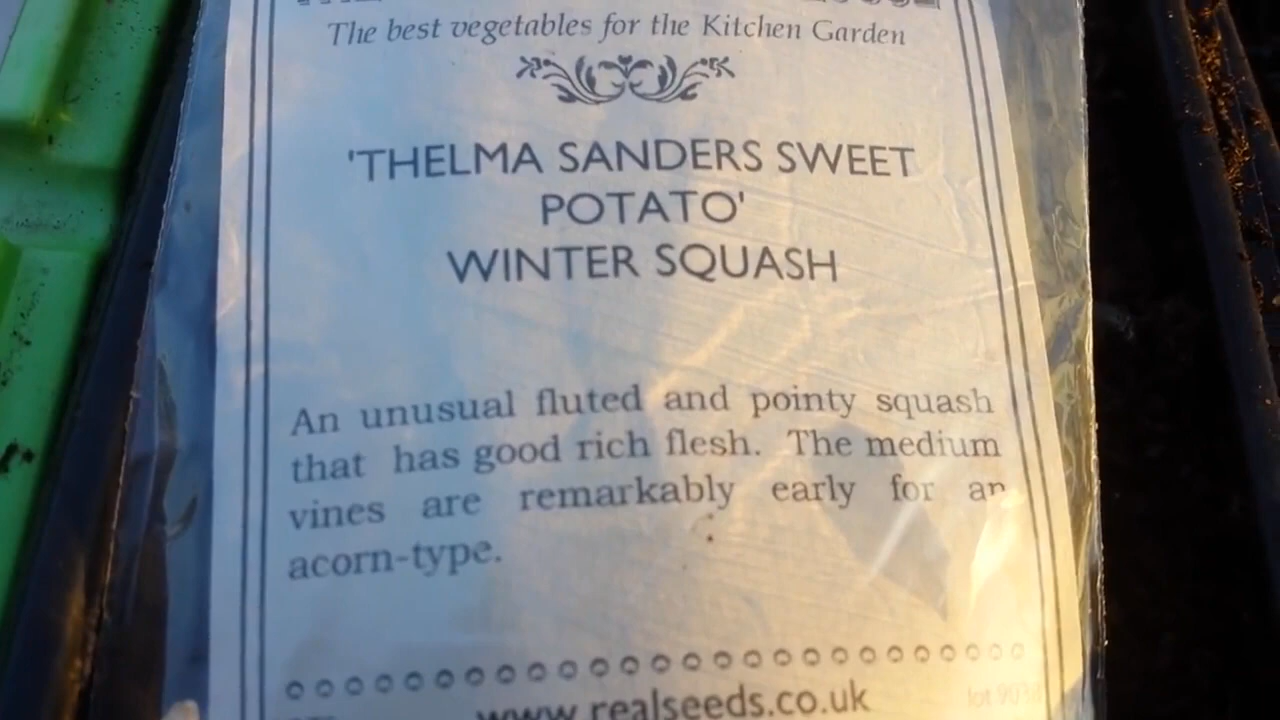 The best vegetables for the Kitchen Garden
'THELMA SANDERS SWEET
POTATO'
WINTER SQUASH
An unusual fluted and pointy squash
that has good rich flesh. The medium
vines are remarkably early for an
acorn-type.
www.realseeds.co.uk
lot